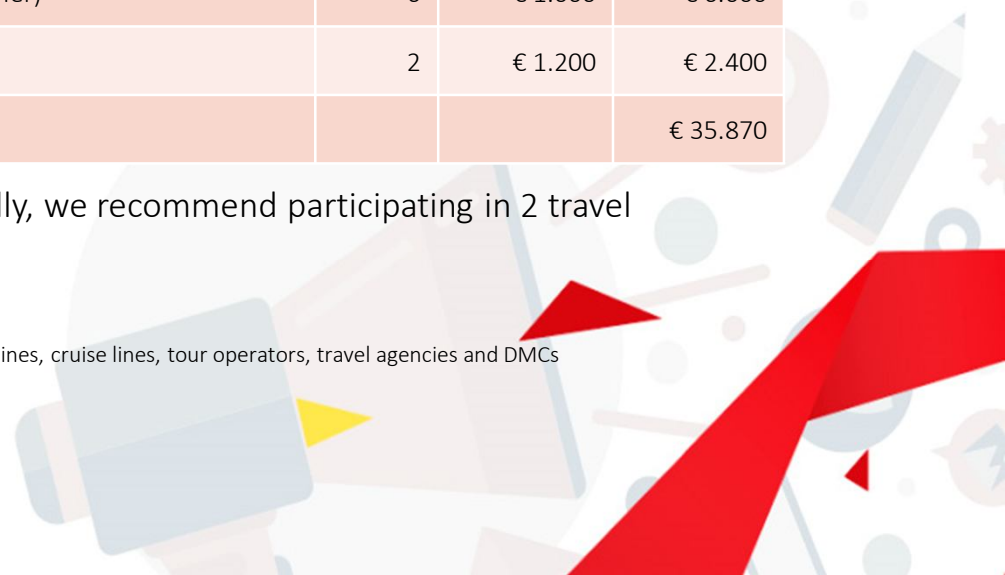 2 € 1.200 € 2.400
€ 35.870
lly, we recommend participating in 2 travel
ines, cruise lines, tour operators, travel agencies and DMCs